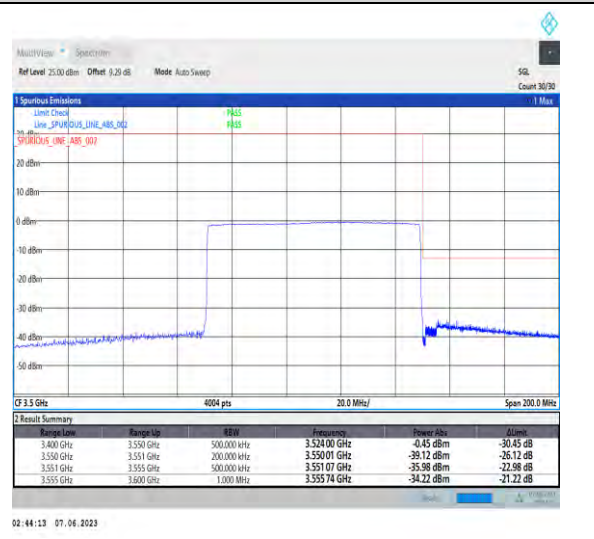 MultiView Spectrum
Ref Level 25.00 dBm Offset 9.29 dB Mode Auto Sweep SGL
Count 30/30
1 Spurious Emissions 1 Max
Limit Check PASS
Line _SPURIOUS_LINE_ABS_002 PASS
_SPURIOUS_LINE_ABS_002
20 dBm
10 dBm
0 dBm
-10 dBm
-20 dBm
-30 dBm
-40 dBm
-50 dBm
CF 3.5 GHz 4004 pts 20.0 MHz/ Span 200.0 MHz
2 Result Summary
Range Low Range Up RBW Frequency Power Abs ΔLimit
3.400 GHz 3.550 GHz 500.000 kHz 3.524 00 GHz -0.45 dBm -30.45 dB
3.550 GHz 3.551 GHz 200.000 kHz 3.55001 GHz -39.12 dBm -26.12 dB
3.551 GHz 3.555 GHz 500.000 kHz 3.551 07 GHz -35.98 dBm -22.98 dB
3.555 GHz 3.600 GHz 1.000 MHz 3.555 74 GHz -34.22 dBm -21.22 dB
02:44:13 07.06.2023